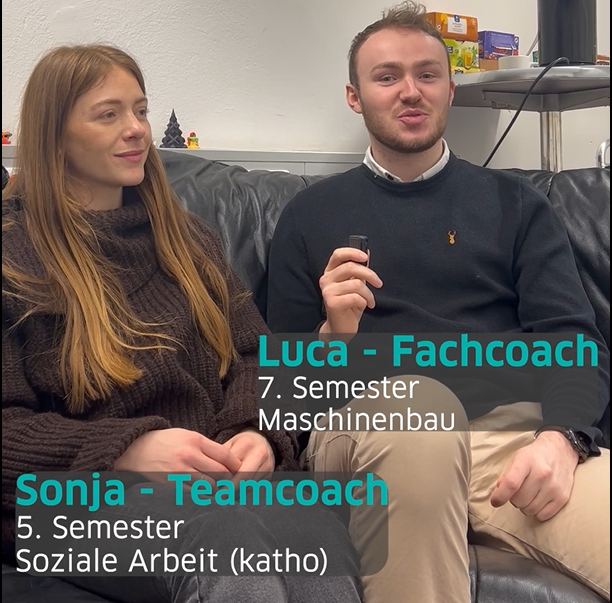 Luca - Fachcoach
7. Semester
Maschinenbau
Sonja - Teamcoach
5. Semester
Soziale Arbeit (katho)